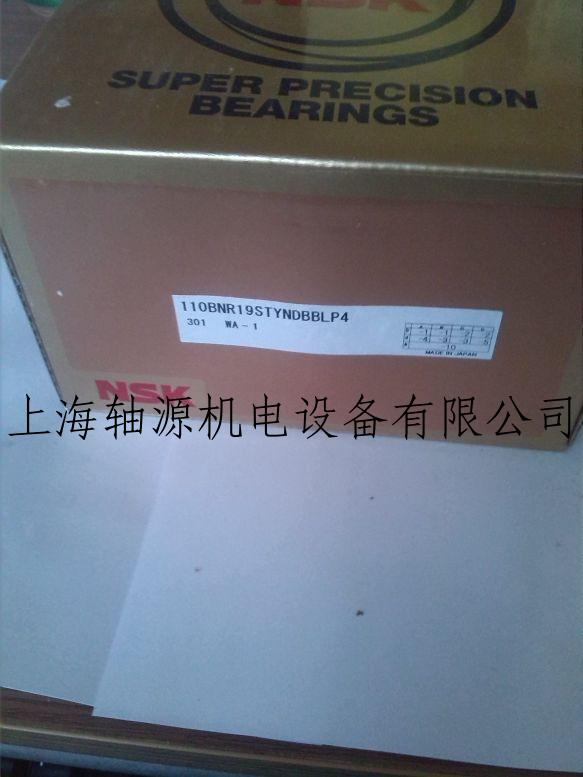 NSK
SUPER PRECISION
BEARINGS
110BNR19STYNDBBLP4
301 WA-1
-10
MADE IN JAPAN
NSK
上海轴源机电设备有限公司